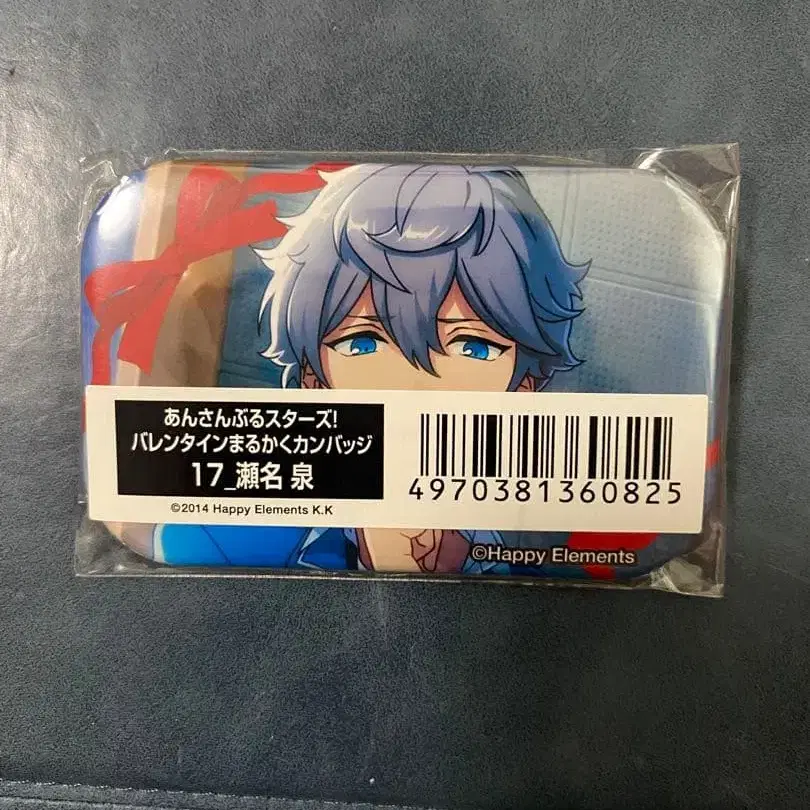 あんさんぶるスターズ!
バレンタインまるかくカンバッジ
17_瀬名 泉
©2014 Happy Elements K.K
4970381360825
©Happy Elements